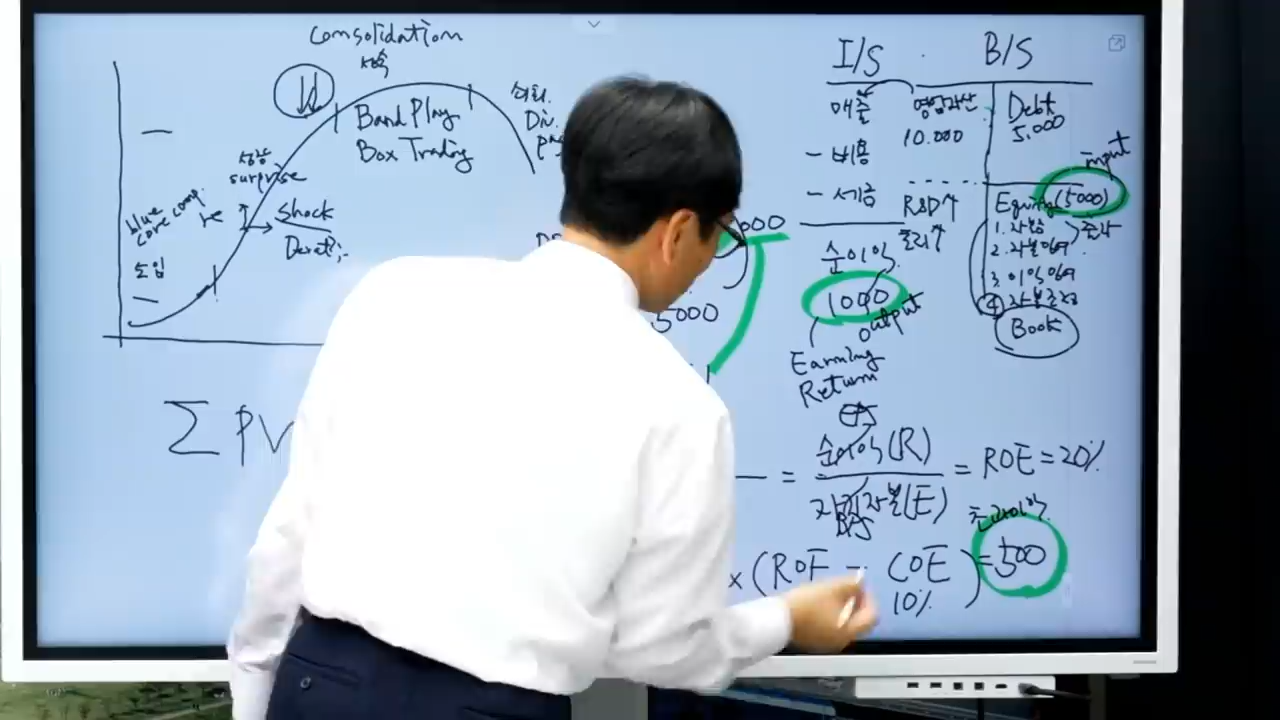 Consolidation
Band Play
Box Trading
성장
surprise
Shock
blue
도입
Div.
5000
Σ PV
I/S
B/S
매출
- 비용
- 세금
순이익
1000
output
Earning
Return
영업자산
10.000
R&D↑
Debt
5,000
input
Equity (5000)
1. 자본금
2. 자본잉여
3. 이익잉여
④ 자본조정
Book
= 순이익(R) = ROE = 20%
자기자본(E)
초과이익
× (ROE - COE) = 500
10%